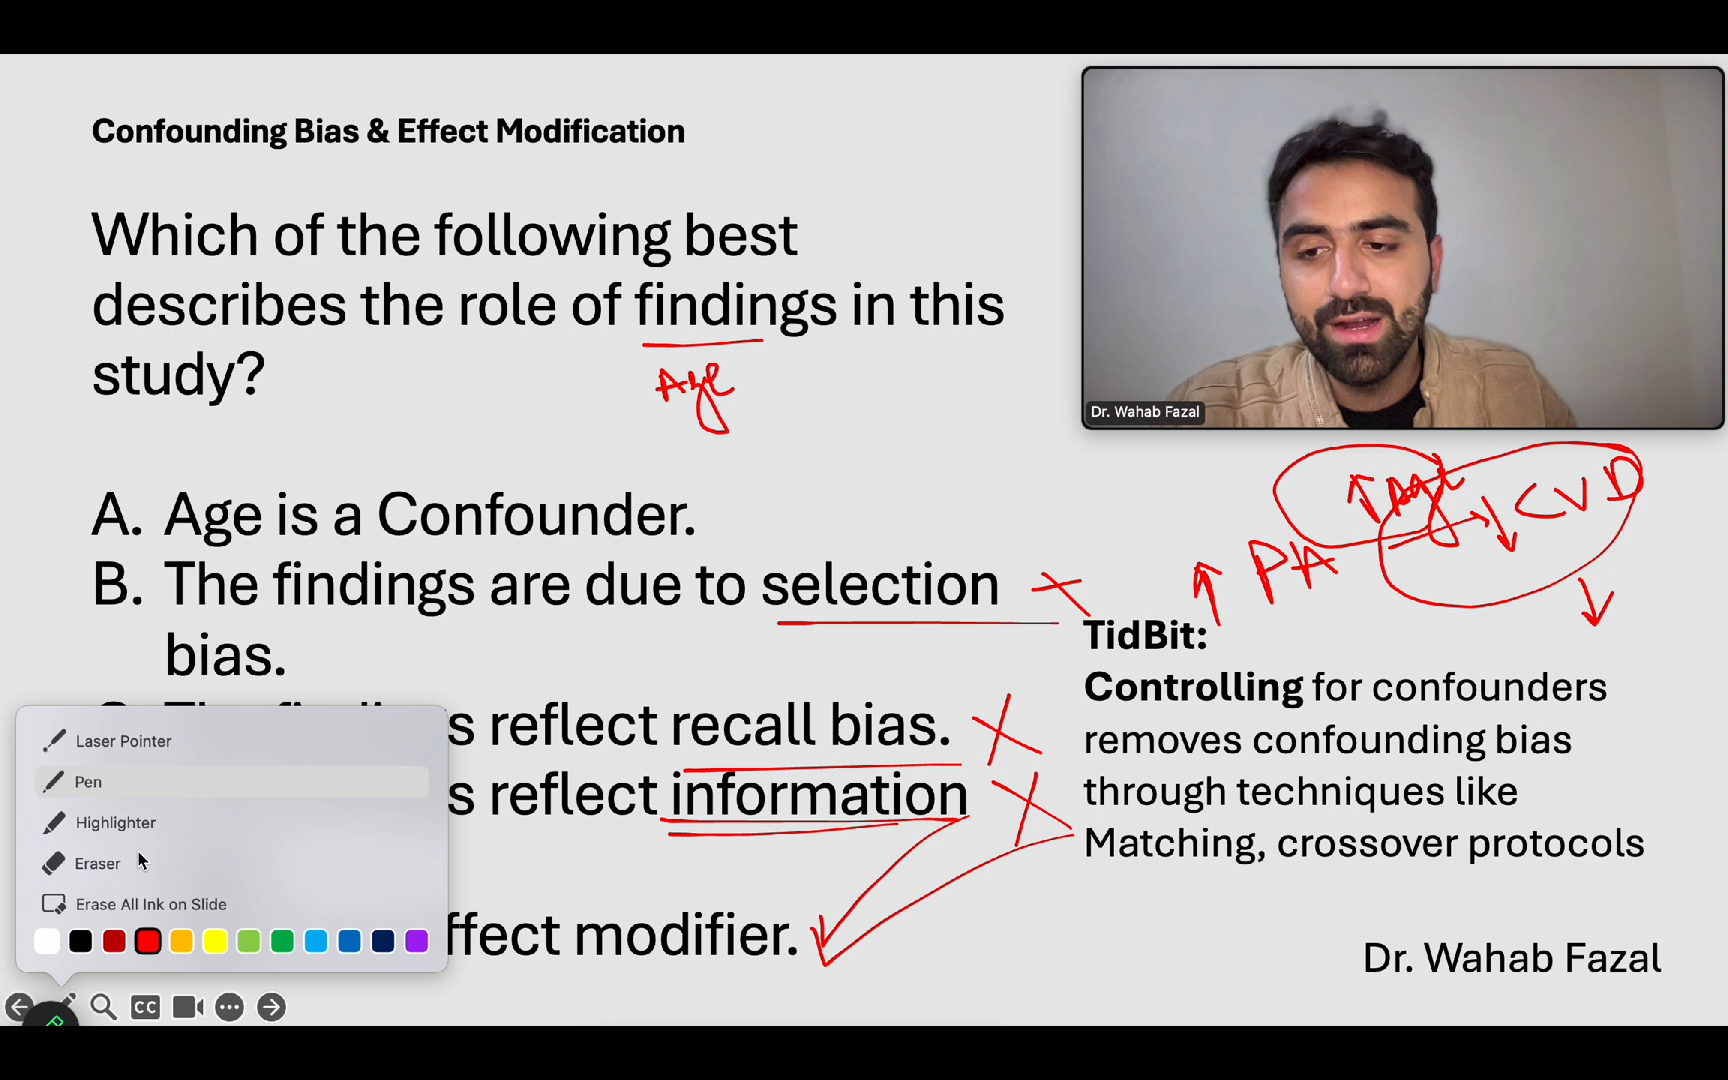 Confounding Bias & Effect Modification
Which of the following best
describes the role of findings in this
study?
Age
A. Age is a Confounder.
B. The findings are due to selection
bias.
s reflect recall bias.
s reflect information
ffect modifier.
Dr. Wahab Fazal
↑ Age
↓ CVD
↑ PA
↓
TidBit:
Controlling for confounders
removes confounding bias
through techniques like
Matching, crossover protocols
Dr. Wahab Fazal
Laser Pointer
Pen
Highlighter
Eraser
Erase All Ink on Slide
CC